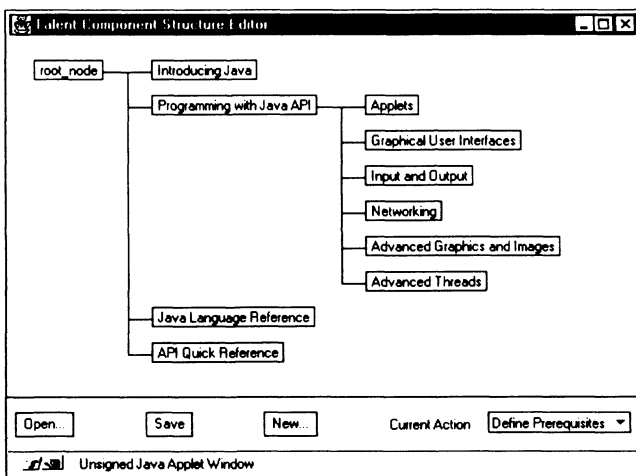 Talent Component Structure Editor
root_node
Introducing Java
Programming with Java API
Applets
Graphical User Interfaces
Input and Output
Networking
Advanced Graphics and Images
Advanced Threads
Java Language Reference
API Quick Reference
Open...
Save
New...
Current Action
Define Prerequisites
Unsigned Java Applet Window